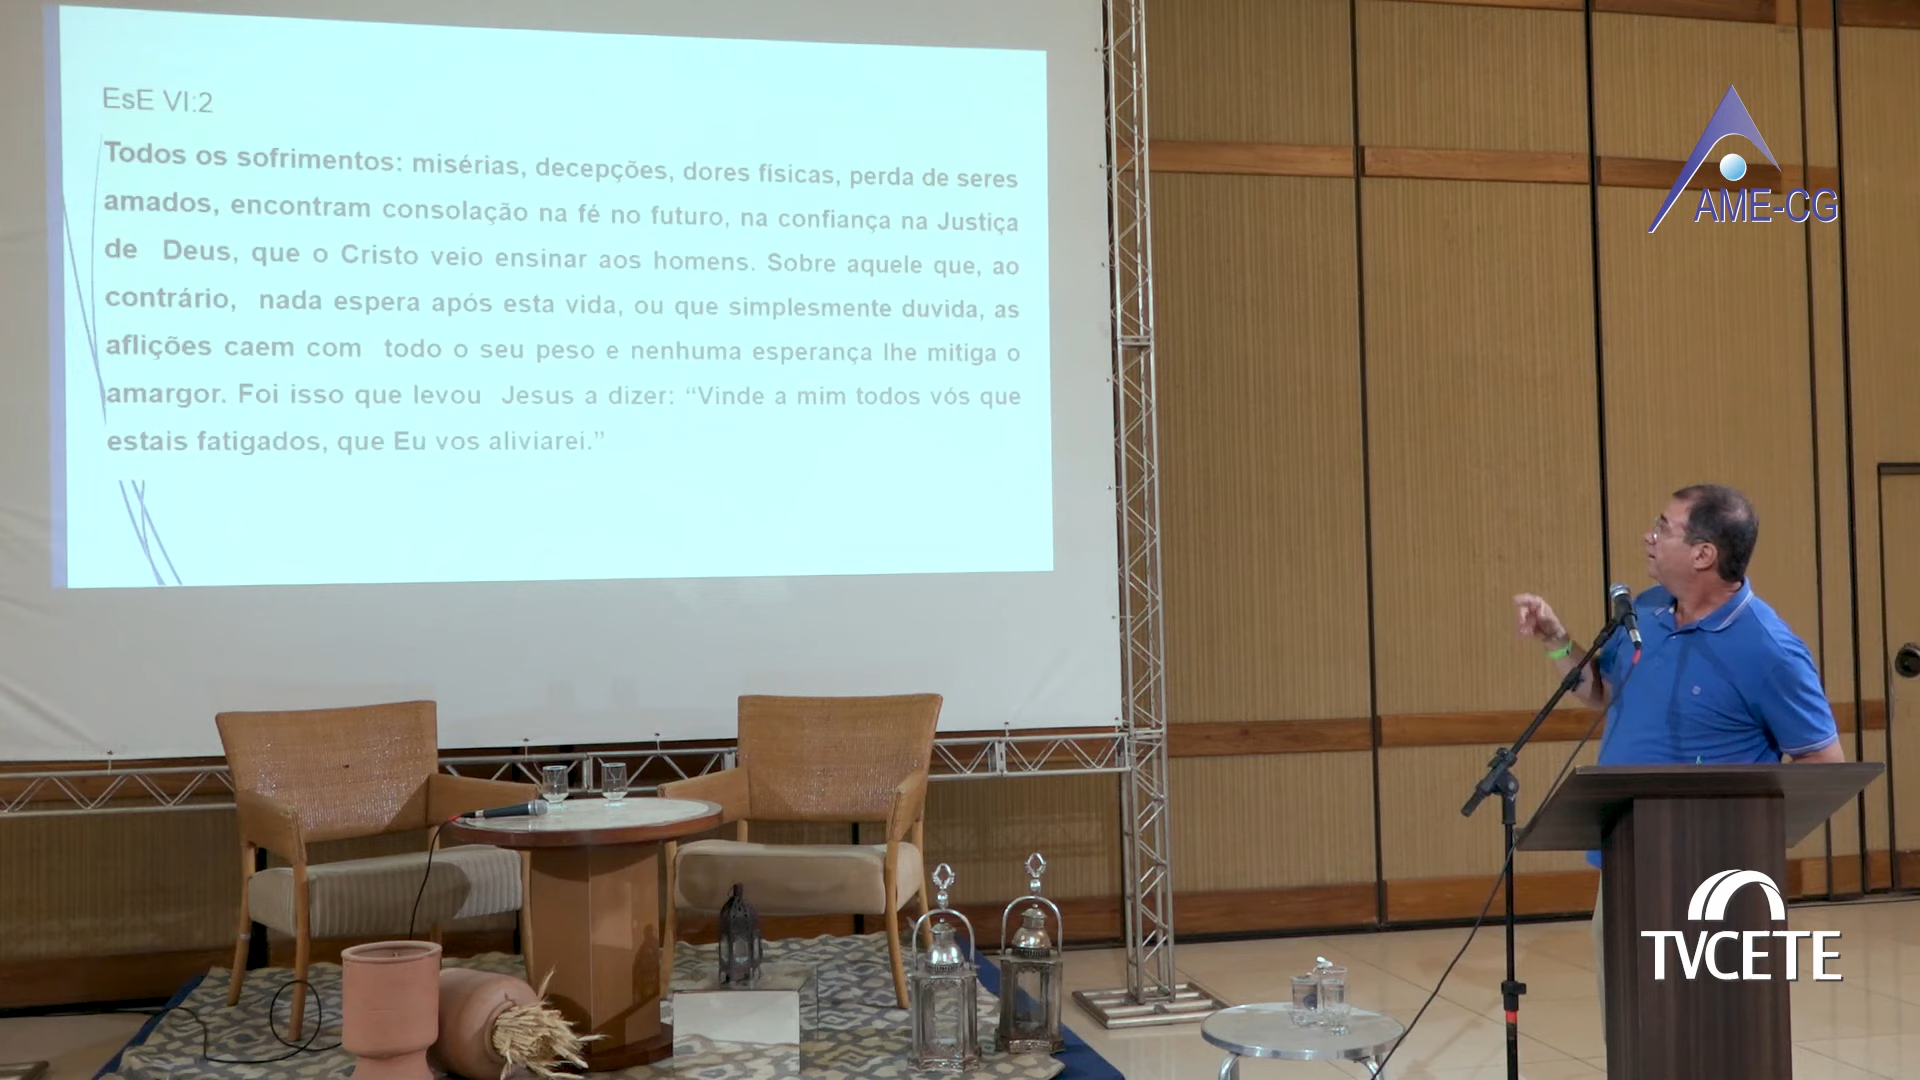 EsE VI:2
Todos os sofrimentos: misérias, decepções, dores físicas, perda de seres
amados, encontram consolação na fé no futuro, na confiança na Justiça
de Deus, que o Cristo veio ensinar aos homens. Sobre aquele que, ao
contrário, nada espera após esta vida, ou que simplesmente duvida, as
aflições caem com todo o seu peso e nenhuma esperança lhe mitiga o
amargor. Foi isso que levou Jesus a dizer: “Vinde a mim todos vós que
estais fatigados, que Eu vos aliviarei.”
AME-CG
TVCETE